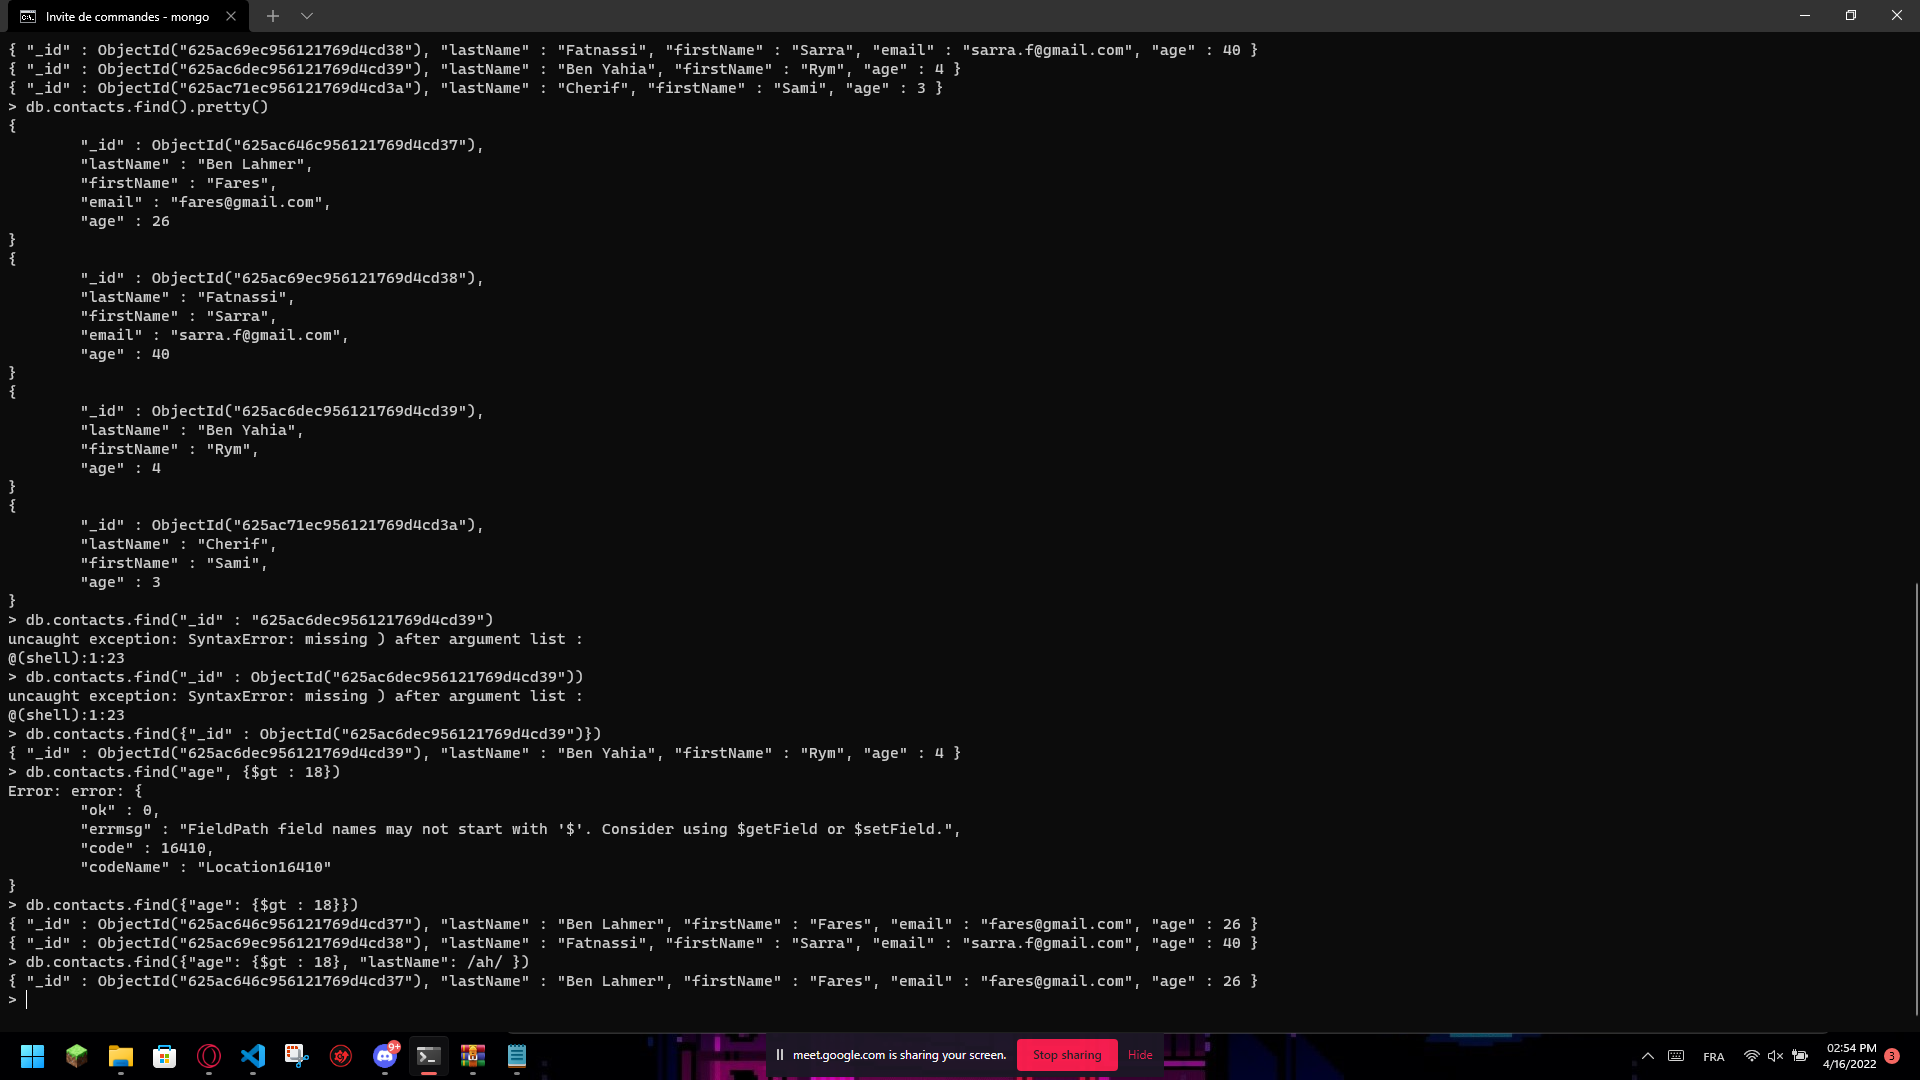 Invite de commandes - mongo
{ "_id" : ObjectId("625ac69ec956121769d4cd38"), "lastName" : "Fatnassi", "firstName" : "Sarra", "email" : "sarra.f@gmail.com", "age" : 40 }
{ "_id" : ObjectId("625ac6dec956121769d4cd39"), "lastName" : "Ben Yahia", "firstName" : "Rym", "age" : 4 }
{ "_id" : ObjectId("625ac71ec956121769d4cd3a"), "lastName" : "Cherif", "firstName" : "Sami", "age" : 3 }
> db.contacts.find().pretty()
{
"_id" : ObjectId("625ac646c956121769d4cd37"),
"lastName" : "Ben Lahmer",
"firstName" : "Fares",
"email" : "fares@gmail.com",
"age" : 26
}
{
"_id" : ObjectId("625ac69ec956121769d4cd38"),
"lastName" : "Fatnassi",
"firstName" : "Sarra",
"email" : "sarra.f@gmail.com",
"age" : 40
}
{
"_id" : ObjectId("625ac6dec956121769d4cd39"),
"lastName" : "Ben Yahia",
"firstName" : "Rym",
"age" : 4
}
{
"_id" : ObjectId("625ac71ec956121769d4cd3a"),
"lastName" : "Cherif",
"firstName" : "Sami",
"age" : 3
}
> db.contacts.find("_id" : "625ac6dec956121769d4cd39")
uncaught exception: SyntaxError: missing ) after argument list :
@(shell):1:23
> db.contacts.find("_id" : ObjectId("625ac6dec956121769d4cd39"))
uncaught exception: SyntaxError: missing ) after argument list :
@(shell):1:23
> db.contacts.find({"_id" : ObjectId("625ac6dec956121769d4cd39")})
{ "_id" : ObjectId("625ac6dec956121769d4cd39"), "lastName" : "Ben Yahia", "firstName" : "Rym", "age" : 4 }
> db.contacts.find("age", {$gt : 18})
Error: error: {
"ok" : 0,
"errmsg" : "FieldPath field names may not start with '$'. Consider using $getField or $setField.",
"code" : 16410,
"codeName" : "Location16410"
}
> db.contacts.find({"age": {$gt : 18}})
{ "_id" : ObjectId("625ac646c956121769d4cd37"), "lastName" : "Ben Lahmer", "firstName" : "Fares", "email" : "fares@gmail.com", "age" : 26 }
{ "_id" : ObjectId("625ac69ec956121769d4cd38"), "lastName" : "Fatnassi", "firstName" : "Sarra", "email" : "sarra.f@gmail.com", "age" : 40 }
> db.contacts.find({"age": {$gt : 18}, "lastName": /ah/ })
{ "_id" : ObjectId("625ac646c956121769d4cd37"), "lastName" : "Ben Lahmer", "firstName" : "Fares", "email" : "fares@gmail.com", "age" : 26 }
>
9+
meet.google.com is sharing your screen.
Stop sharing
Hide
FRA
02:54 PM
4/16/2022
3